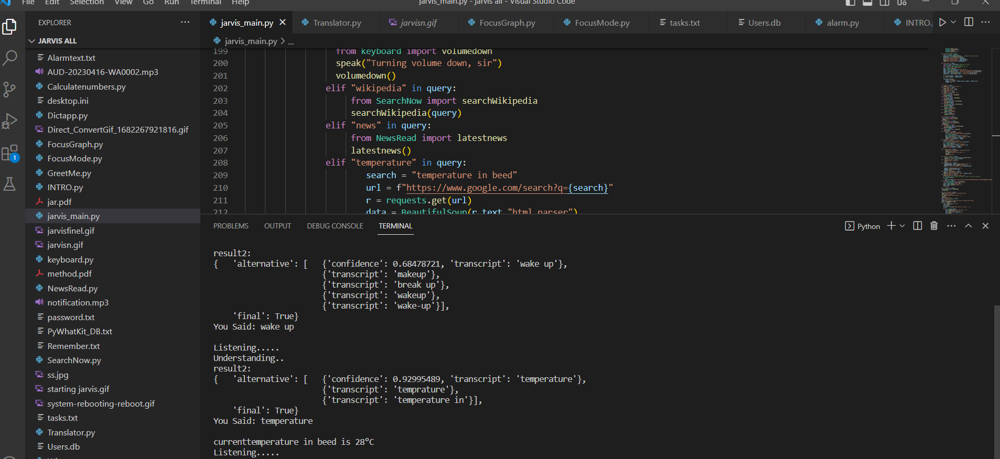 File Edit Selection View Go Run Terminal Help
jarvis_main.py - jarvis all - Visual Studio Code
EXPLORER
JARVIS ALL
Alarmtext.txt
AUD-20230416-WA0002.mp3
Calculatenumbers.py
desktop.ini
Dictapp.py
Direct_ConvertGif_1682267921816.gif
FocusGraph.py
FocusMode.py
GreetMe.py
INTRO.py
jar.pdf
jarvis_main.py
jarvisfinel.gif
jarvisn.gif
keyboard.py
method.pdf
NewsRead.py
notification.mp3
password.txt
PyWhatKit_DB.txt
Remember.txt
SearchNow.py
ss.jpg
starting jarvis.gif
system-rebooting-reboot.gif
tasks.txt
Translator.py
Users.db
1
jarvis_main.py Translator.py jarvisn.gif FocusGraph.py FocusMode.py tasks.txt Users.db alarm.py INTRO.
jarvis_main.py > ...
199 from keyboard import volumedown
200 speak("Turning volume down, sir")
201 volumedown()
202 elif "wikipedia" in query:
203 from SearchNow import searchWikipedia
204 searchWikipedia(query)
205 elif "news" in query:
206 from NewsRead import latestnews
207 latestnews()
208 elif "temperature" in query:
209 search = "temperature in beed"
210 url = f"https://www.google.com/search?q={search}"
211 r = requests.get(url)
212 data = BeautifulSoup(r.text,"html.parser")
PROBLEMS OUTPUT DEBUG CONSOLE TERMINAL
Python
result2:
{ 'alternative': [ {'confidence': 0.68478721, 'transcript': 'wake up'},
{'transcript': 'makeup'},
{'transcript': 'break up'},
{'transcript': 'wakeup'},
{'transcript': 'wake-up'}],
'final': True}
You Said: wake up
Listening.....
Understanding..
result2:
{ 'alternative': [ {'confidence': 0.92995489, 'transcript': 'temperature'},
{'transcript': 'temprature'},
{'transcript': 'temperature in'}],
'final': True}
You Said: temperature
currenttemperature in beed is 28°C
Listening.....